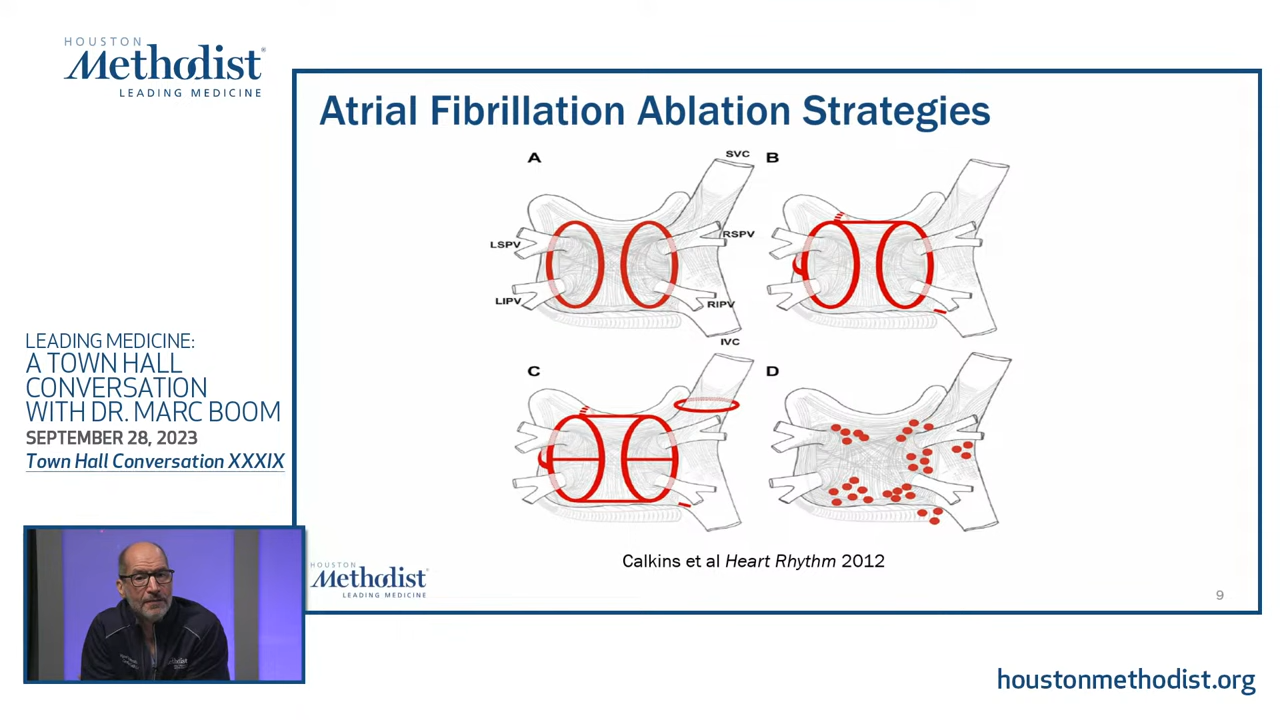 HOUSTON
Methodist
LEADING MEDICINE
LEADING MEDICINE:
A TOWN HALL
CONVERSATION
WITH DR. MARC BOOM
SEPTEMBER 28, 2023
Town Hall Conversation XXXIX
Atrial Fibrillation Ablation Strategies
A
SVC
B
LSPV
RSPV
LIPV
RIPV
IVC
C
D
Calkins et al Heart Rhythm 2012
HOUSTON
Methodist
LEADING MEDICINE
9
houstonmethodist.org